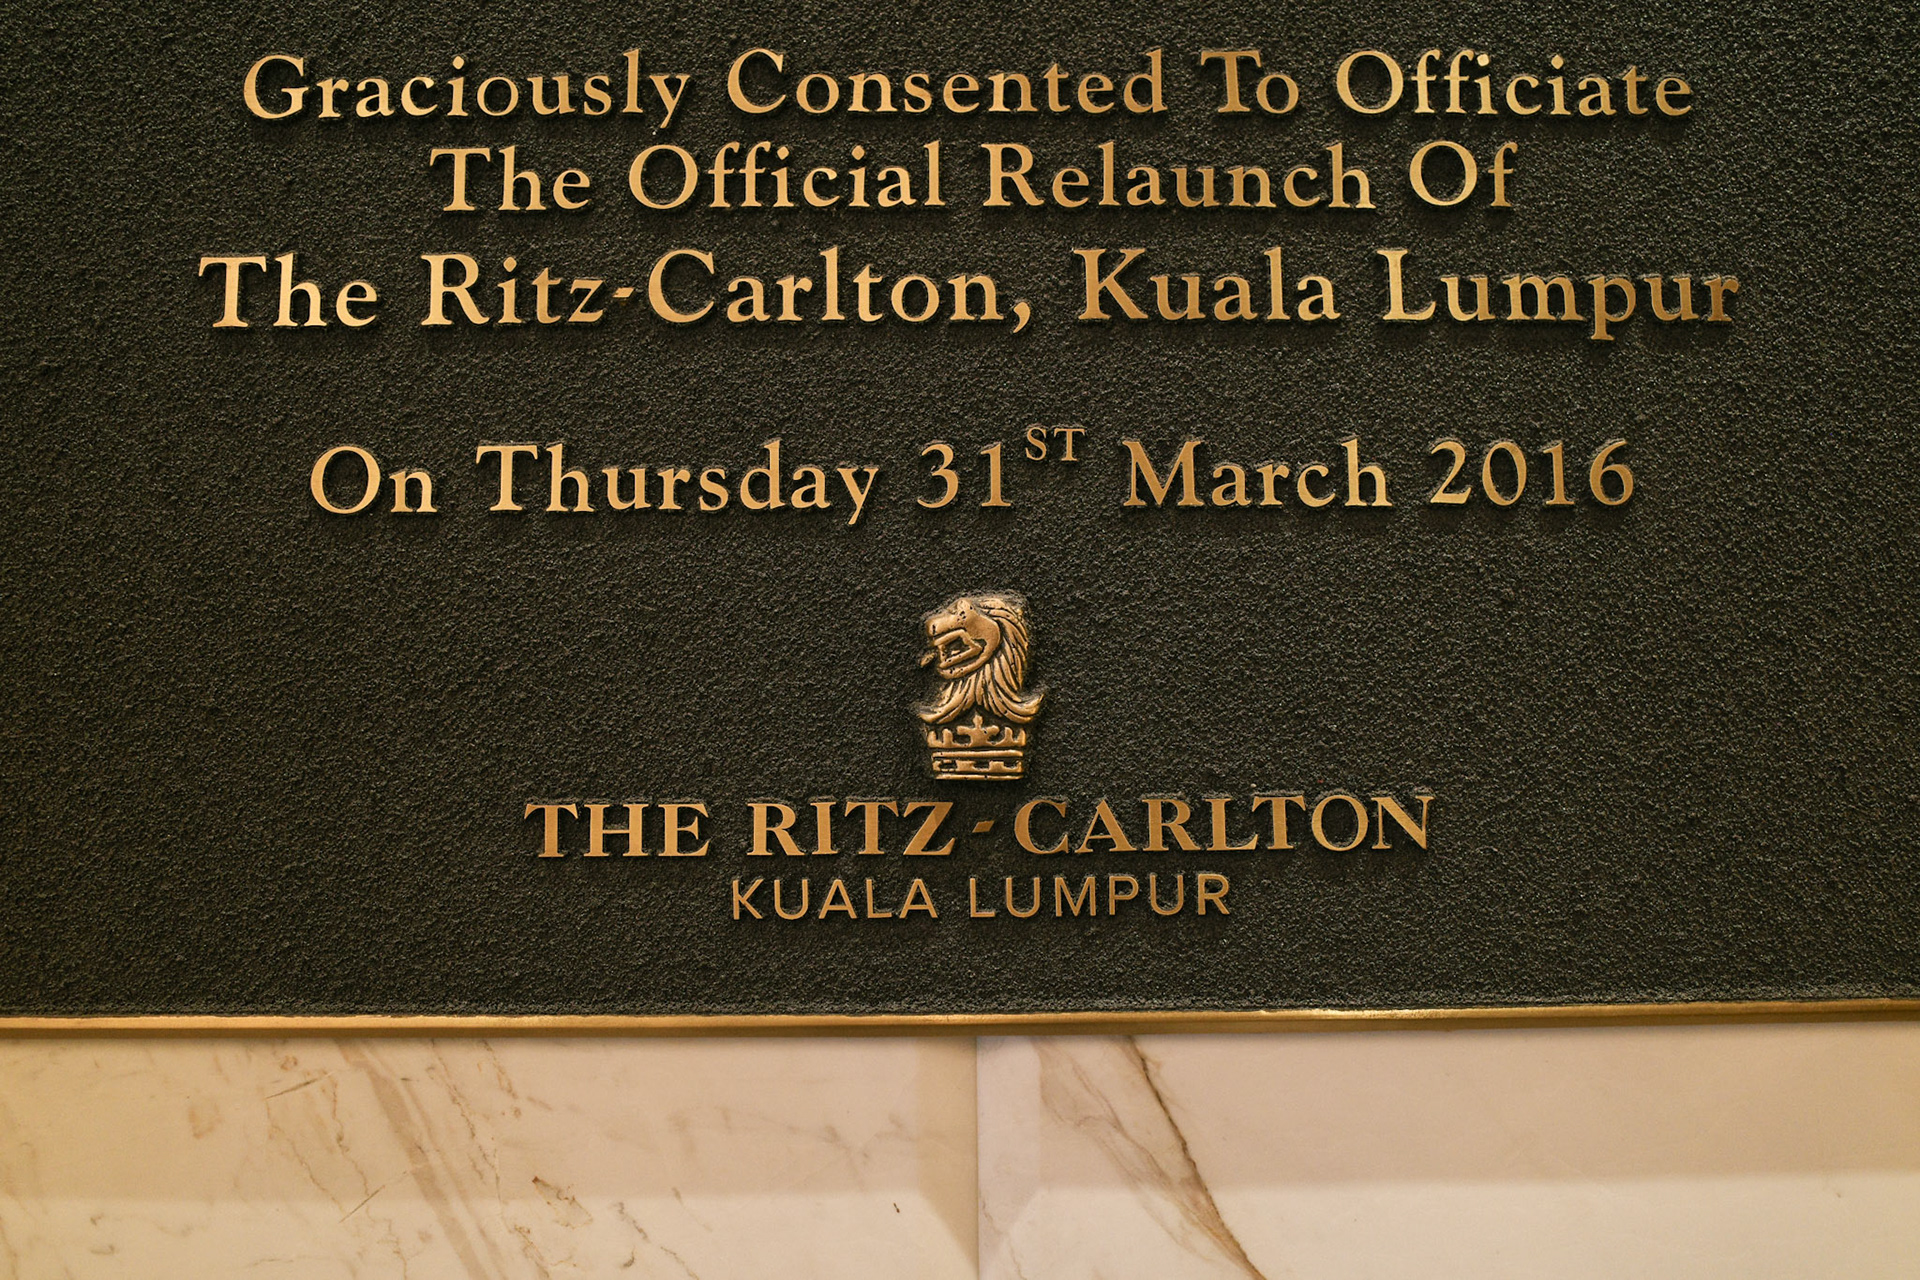 Graciously Consented To Officiate
The Official Relaunch Of
The Ritz-Carlton, Kuala Lumpur
On Thursday 31ST March 2016
THE RITZ-CARLTON
KUALA LUMPUR